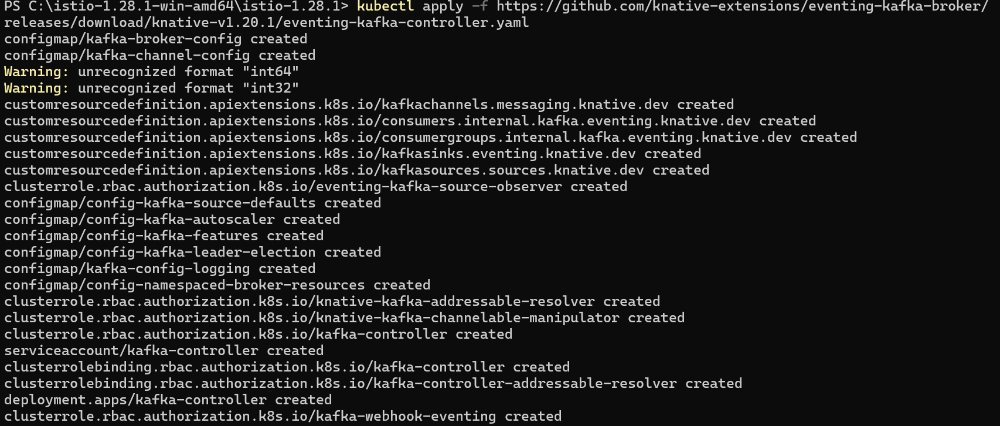 PS C:\istio-1.28.1-win-amd64\istio-1.28.1> kubectl apply -f https://github.com/knative-extensions/eventing-kafka-broker/
releases/download/knative-v1.20.1/eventing-kafka-controller.yaml
configmap/kafka-broker-config created
configmap/kafka-channel-config created
Warning: unrecognized format "int64"
Warning: unrecognized format "int32"
customresourcedefinition.apiextensions.k8s.io/kafkachannels.messaging.knative.dev created
customresourcedefinition.apiextensions.k8s.io/consumers.internal.kafka.eventing.knative.dev created
customresourcedefinition.apiextensions.k8s.io/consumergroups.internal.kafka.eventing.knative.dev created
customresourcedefinition.apiextensions.k8s.io/kafkasinks.eventing.knative.dev created
customresourcedefinition.apiextensions.k8s.io/kafkasources.sources.knative.dev created
clusterrole.rbac.authorization.k8s.io/eventing-kafka-source-observer created
configmap/config-kafka-source-defaults created
configmap/config-kafka-autoscaler created
configmap/config-kafka-features created
configmap/config-kafka-leader-election created
configmap/kafka-config-logging created
configmap/config-namespaced-broker-resources created
clusterrole.rbac.authorization.k8s.io/knative-kafka-addressable-resolver created
clusterrole.rbac.authorization.k8s.io/knative-kafka-channelable-manipulator created
clusterrole.rbac.authorization.k8s.io/kafka-controller created
serviceaccount/kafka-controller created
clusterrolebinding.rbac.authorization.k8s.io/kafka-controller created
clusterrolebinding.rbac.authorization.k8s.io/kafka-controller-addressable-resolver created
deployment.apps/kafka-controller created
clusterrole.rbac.authorization.k8s.io/kafka-webhook-eventing created